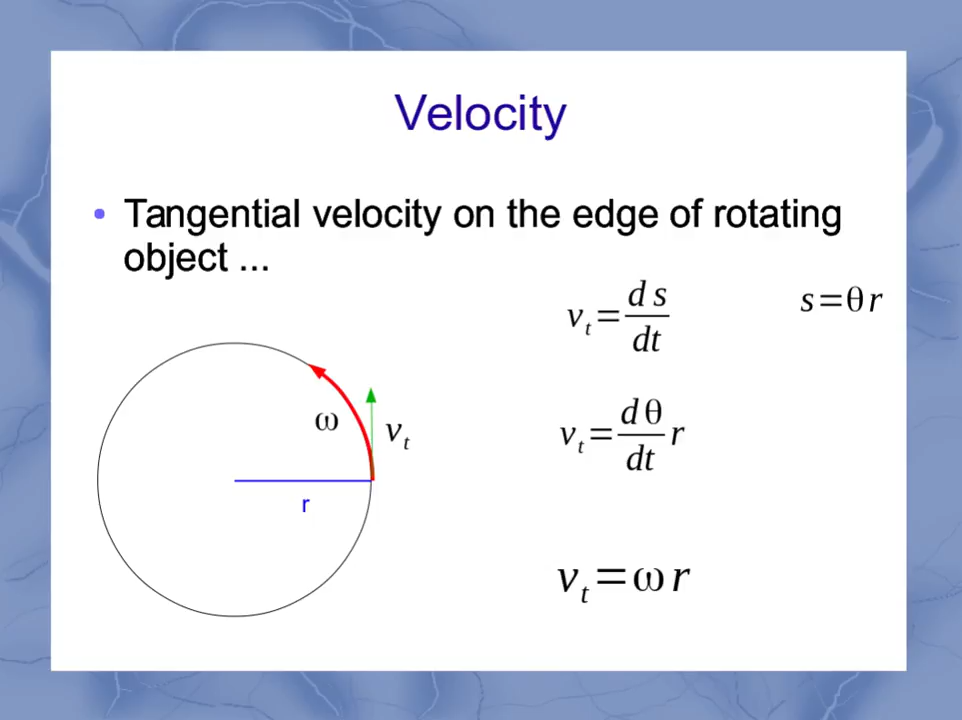 Velocity
• Tangential velocity on the edge of rotating
object ...
v_t = ds/dt
s=θr
ω
v_t
v_t = dθ/dt r
r
v_t=ωr